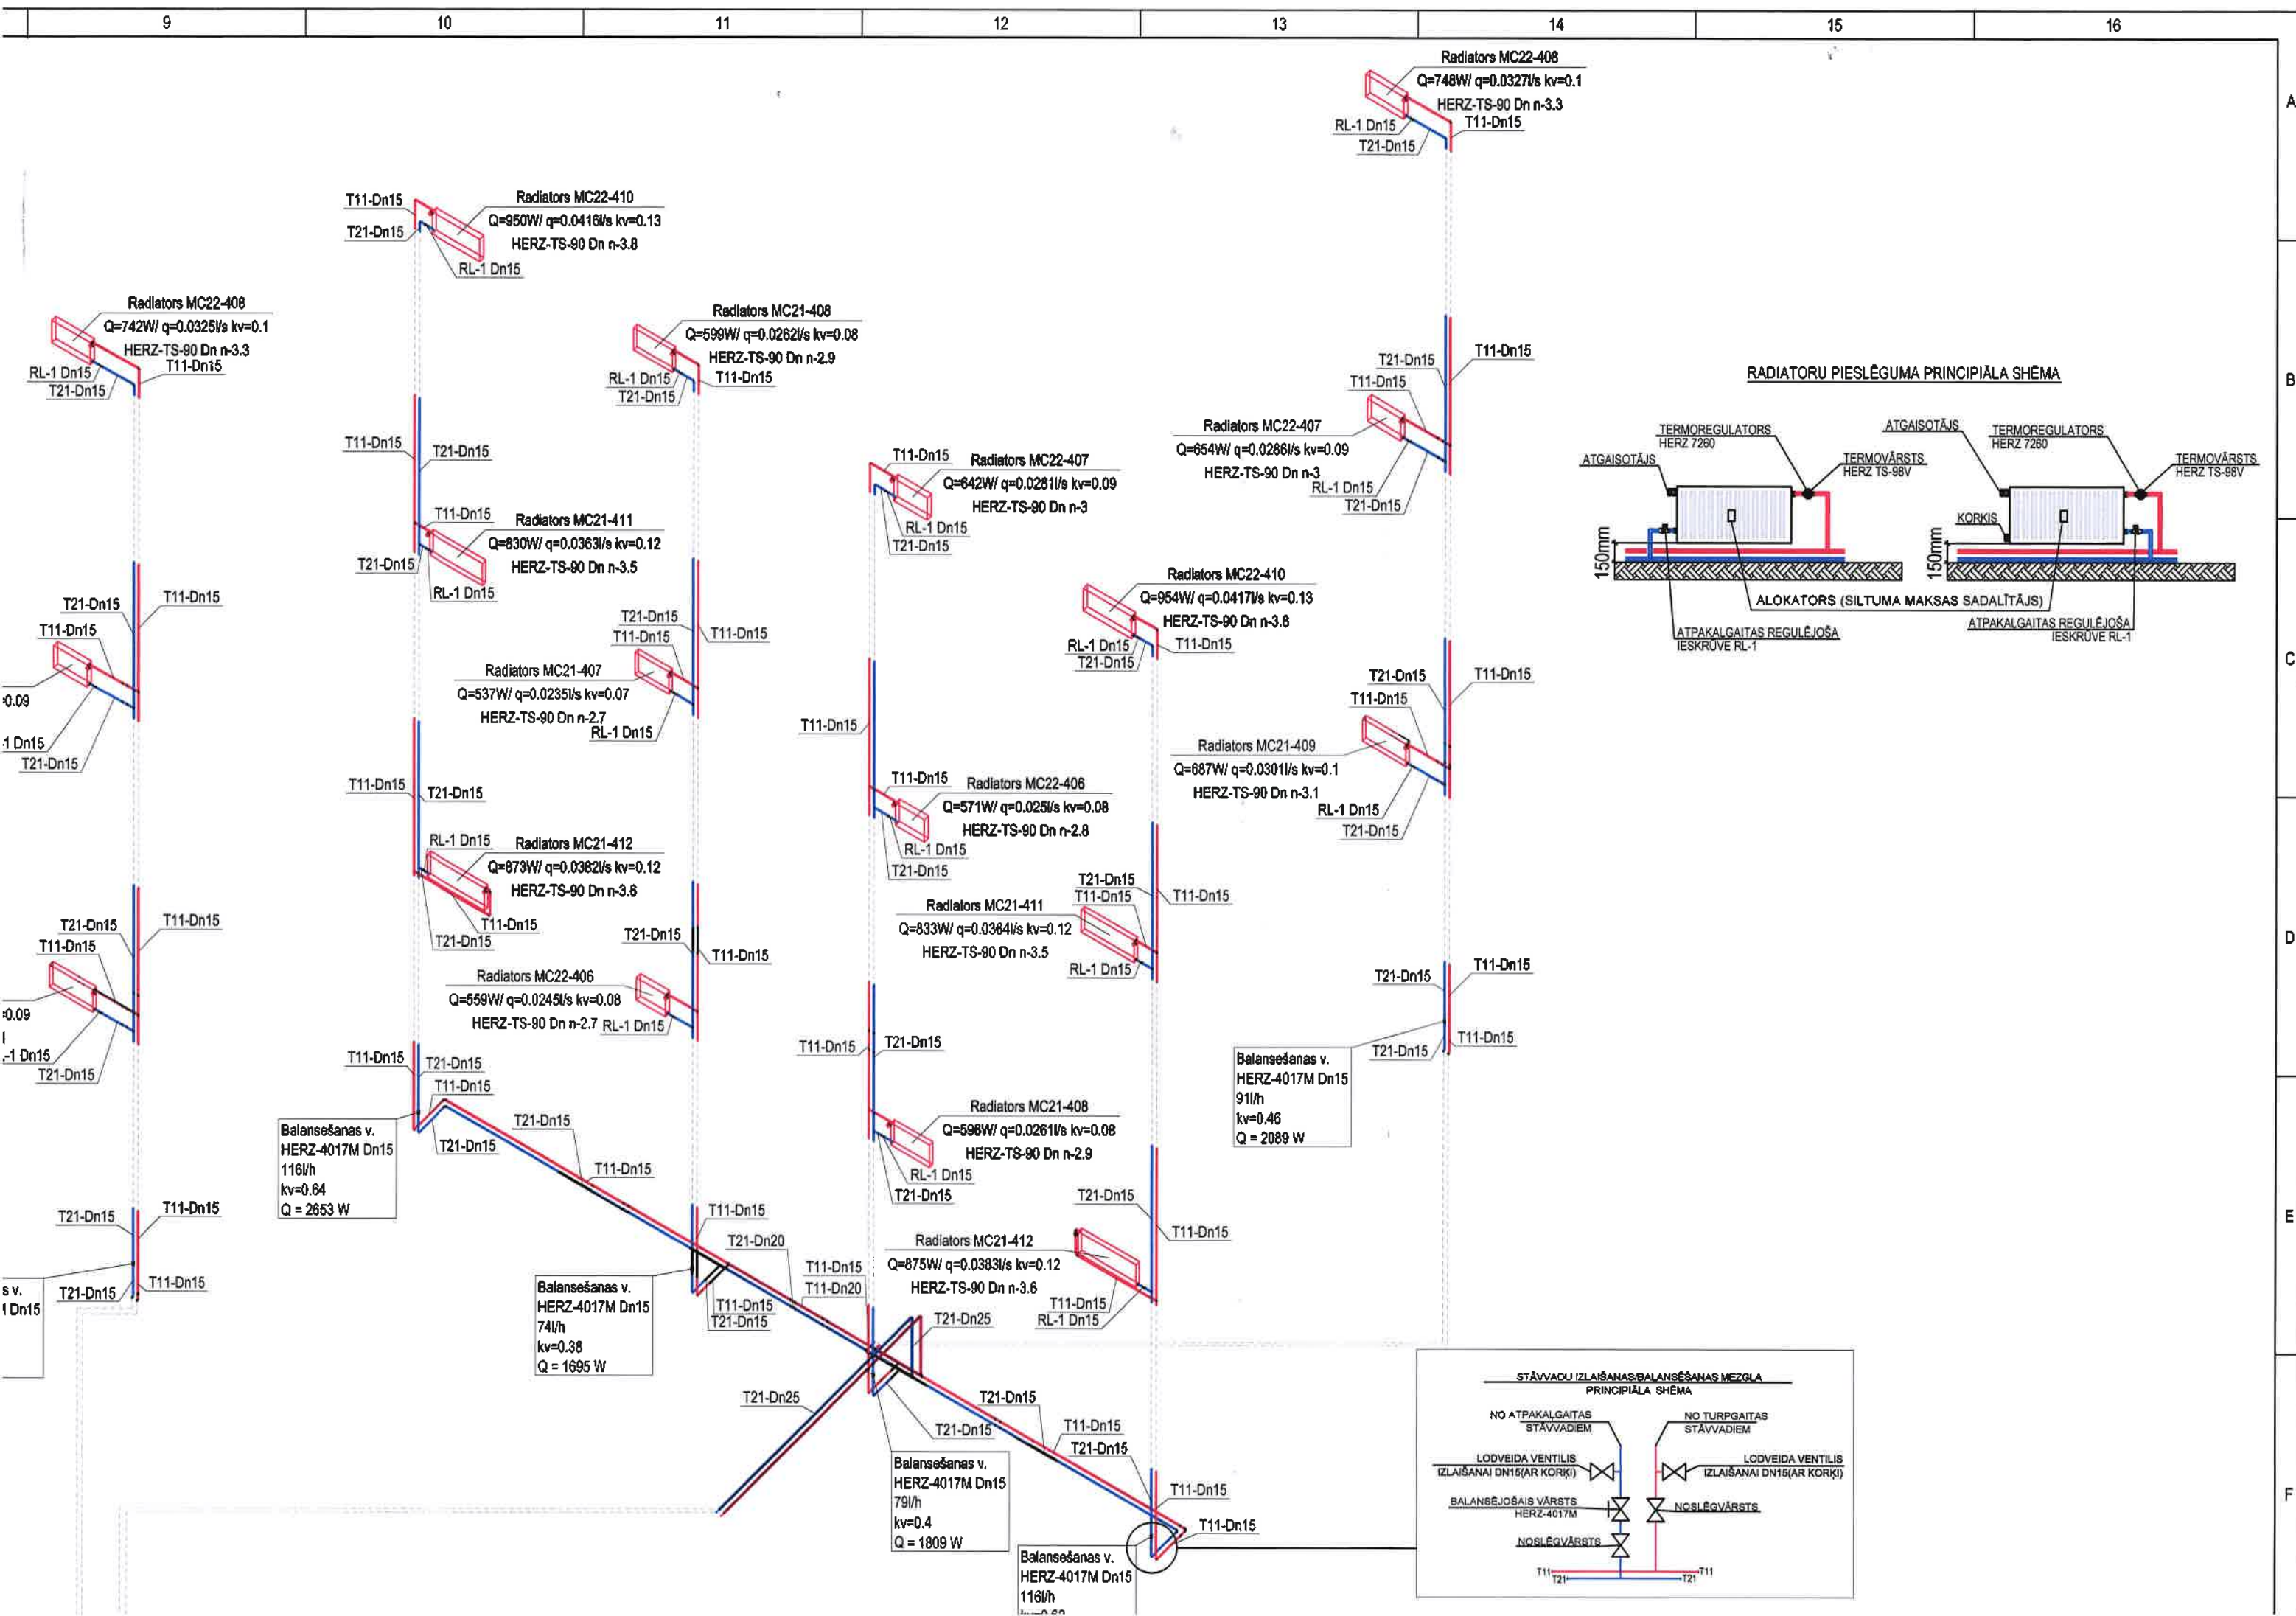 9
10
11
12
13
14
15
16
A
B
C
D
E
F
Radiators MC22-408
Q=748W/ q=0.0327l/s kv=0.1
HERZ-TS-90 Dn n-3.3
RL-1 Dn15
T11-Dn15
T21-Dn15
T11-Dn15
T21-Dn15
Radiators MC22-410
Q=950W/ q=0.0416l/s kv=0.13
HERZ-TS-90 Dn n-3.8
RL-1 Dn15
Radiators MC22-408
Q=742W/ q=0.0325l/s kv=0.1
HERZ-TS-90 Dn n-3.3
RL-1 Dn15
T11-Dn15
T21-Dn15
Radiators MC21-408
Q=599W/ q=0.0262l/s kv=0.08
HERZ-TS-90 Dn n-2.9
RL-1 Dn15
T11-Dn15
T21-Dn15
T11-Dn15
T21-Dn15
T11-Dn15
Radiators MC21-411
Q=830W/ q=0.0363l/s kv=0.12
HERZ-TS-90 Dn n-3.5
T21-Dn15
RL-1 Dn15
T11-Dn15
Radiators MC22-407
Q=642W/ q=0.0281l/s kv=0.09
HERZ-TS-90 Dn n-3
RL-1 Dn15
T21-Dn15
T21-Dn15
T11-Dn15
T11-Dn15
Radiators MC22-407
Q=654W/ q=0.0286l/s kv=0.09
HERZ-TS-90 Dn n-3
RL-1 Dn15
T21-Dn15
RADIATORU PIESLĒGUMA PRINCIPIĀLA SHĒMA
TERMOREGULATORS
HERZ 7260
ATGAISOTĀJS
TERMOVĀRSTS
HERZ TS-98V
150mm
ATGAISOTĀJS
TERMOREGULATORS
HERZ 7260
TERMOVĀRSTS
HERZ TS-98V
KORĶIS
150mm
ALOKATORS (SILTUMA MAKSAS SADALĪTĀJS)
ATPAKAĻGAITAS REGULĒJOŠA
IESKRŪVE RL-1
ATPAKAĻGAITAS REGULĒJOŠA
IESKRŪVE RL-1
T21-Dn15
T11-Dn15
T11-Dn15
0.09
1 Dn15
T21-Dn15
T21-Dn15
T11-Dn15
T11-Dn15
Radiators MC21-407
Q=537W/ q=0.0235l/s kv=0.07
HERZ-TS-90 Dn n-2.7
RL-1 Dn15
Radiators MC22-410
Q=954W/ q=0.0417l/s kv=0.13
HERZ-TS-90 Dn n-3.8
RL-1 Dn15
T11-Dn15
T21-Dn15
T21-Dn15
T11-Dn15
T11-Dn15
Radiators MC21-409
Q=687W/ q=0.0301l/s kv=0.1
HERZ-TS-90 Dn n-3.1
RL-1 Dn15
T21-Dn15
T11-Dn15
T21-Dn15
RL-1 Dn15
Radiators MC21-412
Q=873W/ q=0.0382l/s kv=0.12
HERZ-TS-90 Dn n-3.6
T11-Dn15
T21-Dn15
T11-Dn15
T11-Dn15
Radiators MC22-406
Q=571W/ q=0.025l/s kv=0.08
HERZ-TS-90 Dn n-2.8
RL-1 Dn15
T21-Dn15
T21-Dn15
T11-Dn15
T11-Dn15
Radiators MC21-411
Q=833W/ q=0.0364l/s kv=0.12
HERZ-TS-90 Dn n-3.5
RL-1 Dn15
T21-Dn15
T11-Dn15
T11-Dn15
0.09
-1 Dn15
T21-Dn15
T21-Dn15
T11-Dn15
Radiators MC22-406
Q=559W/ q=0.0245l/s kv=0.08
HERZ-TS-90 Dn n-2.7
RL-1 Dn15
T21-Dn15
T11-Dn15
T21-Dn15
T11-Dn15
Balansešanas v.
HERZ-4017M Dn15
91l/h
kv=0.46
Q = 2089 W
T11-Dn15
T21-Dn15
T11-Dn15
T21-Dn15
Balansešanas v.
HERZ-4017M Dn15
116l/h
kv=0.64
Q = 2653 W
T11-Dn15
T21-Dn15
T21-Dn15
T11-Dn15
Radiators MC21-408
Q=596W/ q=0.0261l/s kv=0.08
HERZ-TS-90 Dn n-2.9
RL-1 Dn15
T21-Dn15
T21-Dn15
T11-Dn15
Radiators MC21-412
Q=875W/ q=0.0383l/s kv=0.12
HERZ-TS-90 Dn n-3.6
T11-Dn15
RL-1 Dn15
T21-Dn15
T11-Dn15
T21-Dn15
T11-Dn15
s v.
Dn15
T11-Dn15
T21-Dn20
T11-Dn15
T11-Dn20
Balansešanas v.
HERZ-4017M Dn15
74l/h
kv=0.38
Q = 1695 W
T11-Dn15
T21-Dn15
T21-Dn25
T21-Dn25
T21-Dn15
T21-Dn15
T11-Dn15
T21-Dn15
Balansešanas v.
HERZ-4017M Dn15
79l/h
kv=0.4
Q = 1809 W
T11-Dn15
T11-Dn15
Balansešanas v.
HERZ-4017M Dn15
116l/h
STĀVVADU IZLAIŠANAS/BALANSĒŠANAS MEZGLA
PRINCIPIĀLA SHĒMA
NO ATPAKAĻGAITAS
STĀVVADIEM
NO TURPGAITAS
STĀVVADIEM
LODVEIDA VENTILIS
IZLAIŠANAI DN15(AR KORĶI)
LODVEIDA VENTILIS
IZLAIŠANAI DN15(AR KORĶI)
BALANSĒJOŠAIS VĀRSTS
HERZ-4017M
NOSLĒGVĀRSTS
NOSLĒGVĀRSTS
T11
T21
T11
T21